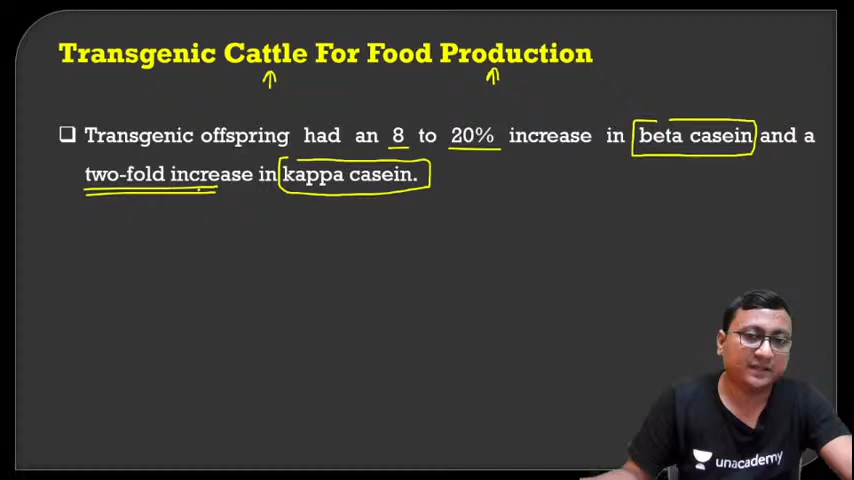 Transgenic Cattle For Food Production
Transgenic offspring had an 8 to 20% increase in beta casein and a
two-fold increase in kappa casein.
unacademy